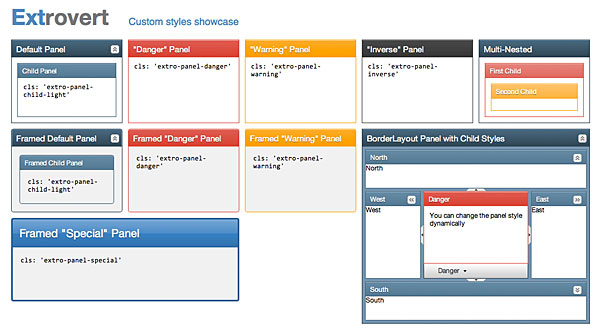 Extrovert Custom styles showcase
Default Panel
Child Panel
cls: 'extro-panel-
child-light'
"Danger" Panel
cls: 'extro-panel-danger'
"Warning" Panel
cls: 'extro-panel-
warning'
"Inverse" Panel
cls: 'extro-panel-
inverse'
Multi-Nested
First Child
Second Child
Framed Default Panel
Framed Child Panel
cls: 'extro-panel-
child-light'
Framed "Danger" Panel
cls: 'extro-panel-
danger'
Framed "Warning" Panel
cls: 'extro-panel-
warning'
BorderLayout Panel with Child Styles
North
North
West
West
Danger
You can change the panel style
dynamically
Danger
East
East
South
South
Framed "Special" Panel
cls: 'extro-panel-special'